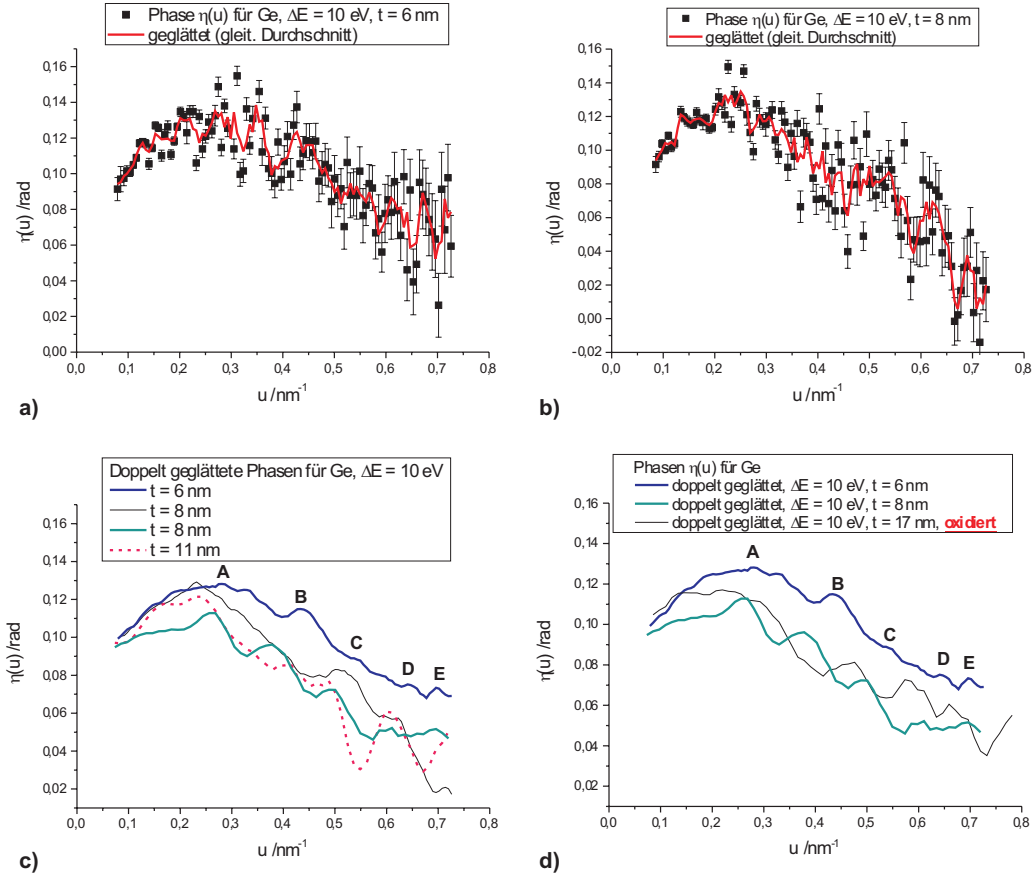 Phase η(u) für Ge, ΔE = 10 eV, t = 6 nm
geglättet (gleit. Durchschnitt)
0,16
0,14
0,12
0,10
0,08
0,06
0,04
0,02
0,00
η(u) /rad
0,0 0,1 0,2 0,3 0,4 0,5 0,6 0,7 0,8
u /nm⁻¹
a)
Phase η(u) für Ge, ΔE = 10 eV, t = 8 nm
geglättet (gleit. Durchschnitt)
0,16
0,14
0,12
0,10
0,08
0,06
0,04
0,02
0,00
-0,02
η(u) /rad
0,0 0,1 0,2 0,3 0,4 0,5 0,6 0,7 0,8
u /nm⁻¹
b)
Doppelt geglättete Phasen für Ge, ΔE = 10 eV
t = 6 nm
t = 8 nm
t = 8 nm
t = 11 nm
0,16
0,14
0,12
0,10
0,08
0,06
0,04
0,02
η(u) /rad
A
B
C
D E
0,0 0,1 0,2 0,3 0,4 0,5 0,6 0,7 0,8
u /nm⁻¹
c)
Phasen η(u) für Ge
doppelt geglättet, ΔE = 10 eV, t = 6 nm
doppelt geglättet, ΔE = 10 eV, t = 8 nm
doppelt geglättet, ΔE = 10 eV, t = 17 nm, oxidiert
0,16
0,14
0,12
0,10
0,08
0,06
0,04
0,02
η(u) /rad
A
B
C
D E
0,0 0,1 0,2 0,3 0,4 0,5 0,6 0,7 0,8
u /nm⁻¹
d)